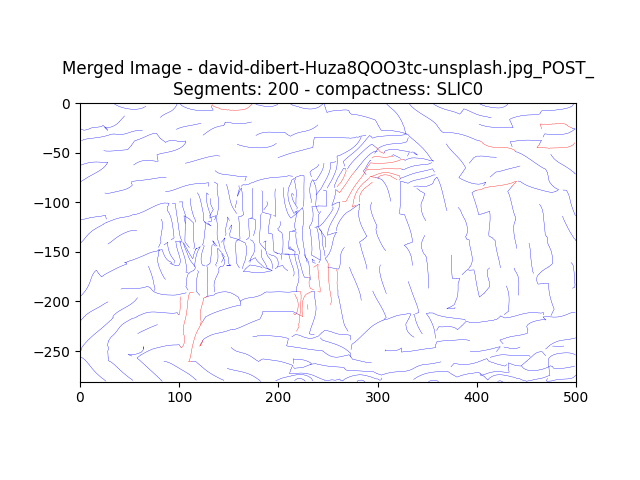 Merged Image - david-dibert-Huza8QOO3tc-unsplash.jpg_POST_
Segments: 200 - compactness: SLIC0
0
−50
−100
−150
−200
−250
0 100 200 300 400 500